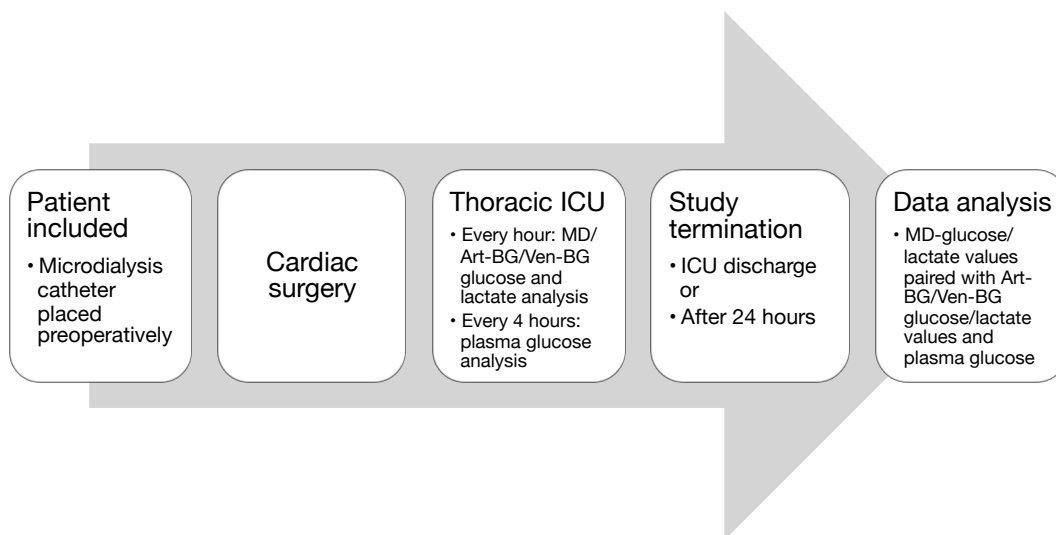 Patient
included
• Microdialysis
catheter
placed
preoperatively
Cardiac
surgery
Thoracic ICU
• Every hour: MD/
Art-BG/Ven-BG
glucose and
lactate analysis
• Every 4 hours:
plasma glucose
analysis
Study
termination
• ICU discharge
or
• After 24 hours
Data analysis
• MD-glucose/
lactate values
paired with Art-
BG/Ven-BG
glucose/lactate
values and
plasma glucose